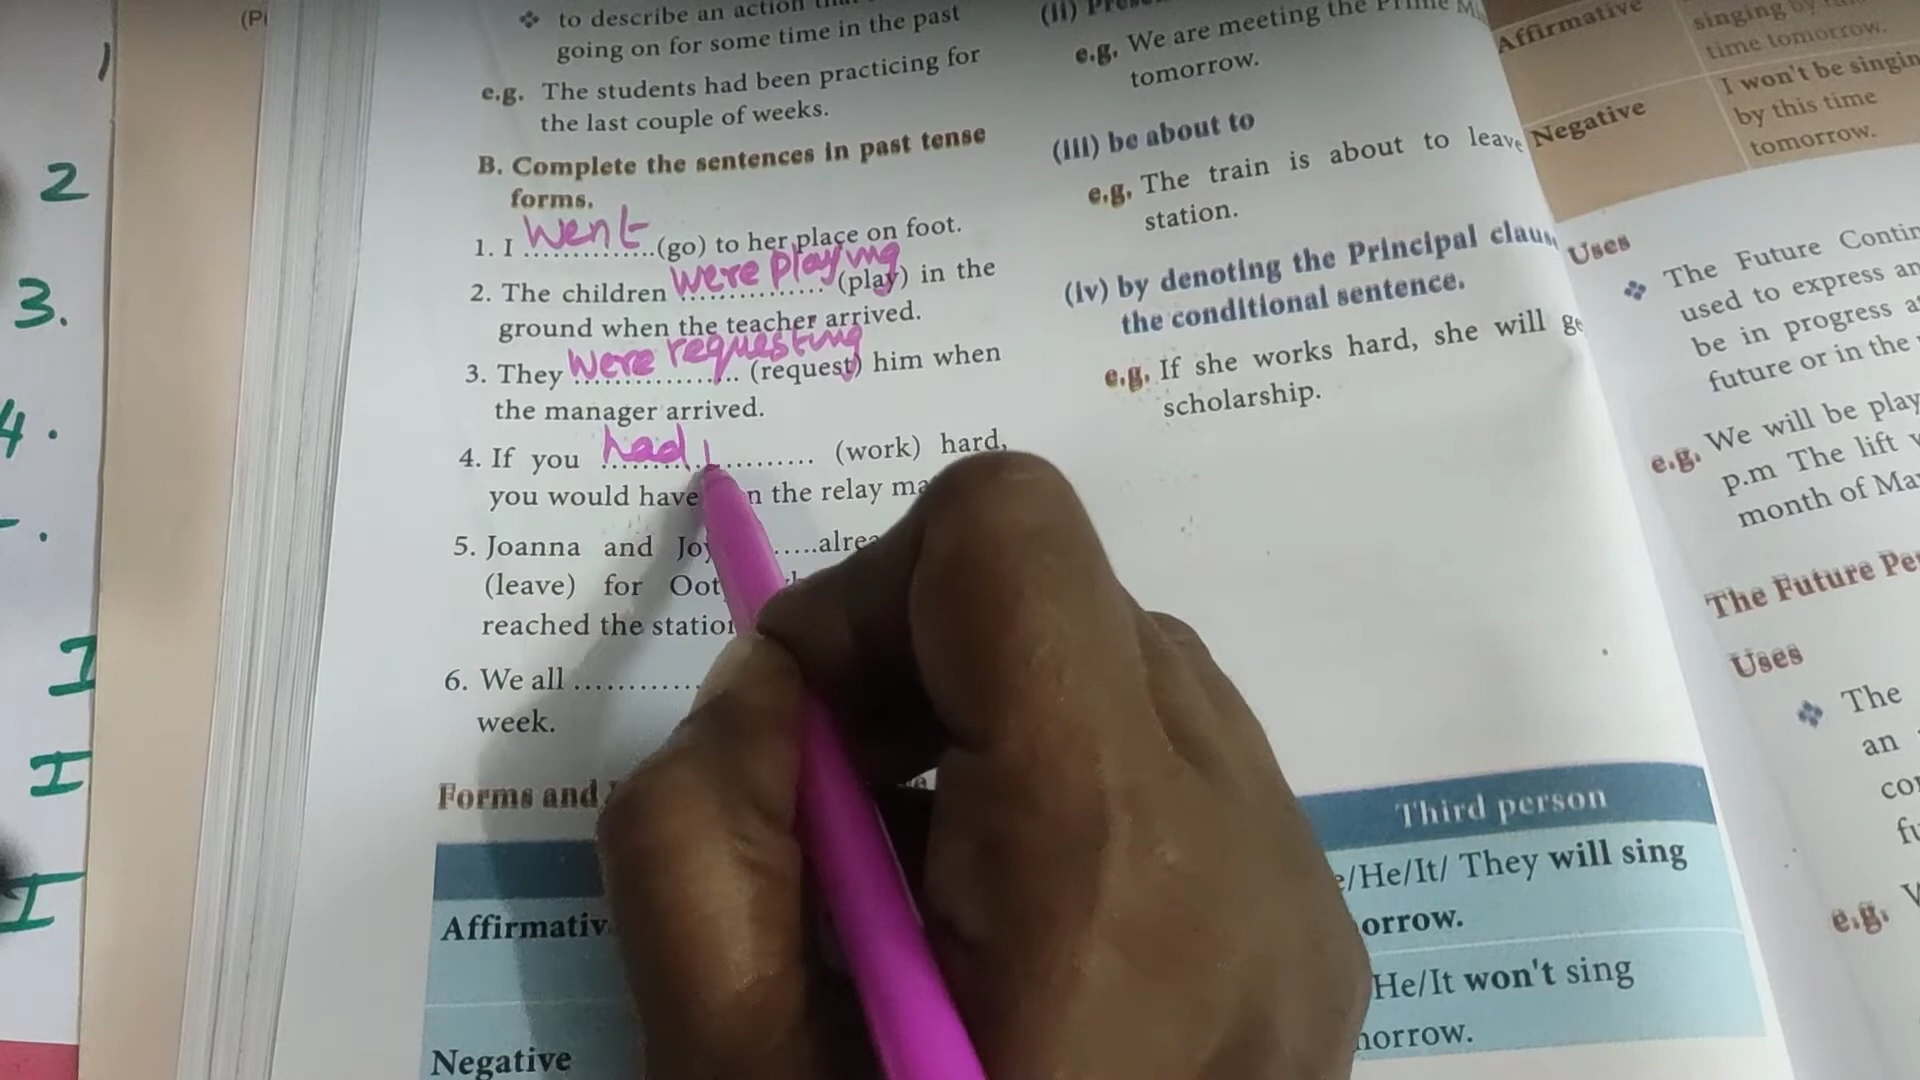 (Pi
to describe an action
going on for some time in the past
e.g. The students had been practicing for
the last couple of weeks.
B. Complete the sentences in past tense
forms.
1. I went (go) to her place on foot.
2. The children were playing (play) in the
ground when the teacher arrived.
3. They were requesting (request) him when
the manager arrived.
4. If you had (work) hard,
you would have the relay
5. Joanna and
(leave) for
reached the
6. We all ............
week.
Forms and
Affirmative
Negative
(ii)
e.g. We are meeting the Prime
tomorrow.
(iii) be about to
e.g. The train is about to leave
station.
(iv) by denoting the Principal
the conditional sentence.
e.g. If she works hard, she will
scholarship.
Third person
/He/It/ They will sing
orrow.
He/It won't sing
orrow.
Affirmative
singing by
time tomorrow.
Negative
I won't be
by this time
tomorrow.
Uses
The Future
used to express
be in progress
future or in the
e.g. We will be
p.m The lift
month of
The Future
Uses
The
an
e.g.
2
3.
4.
I
I
I